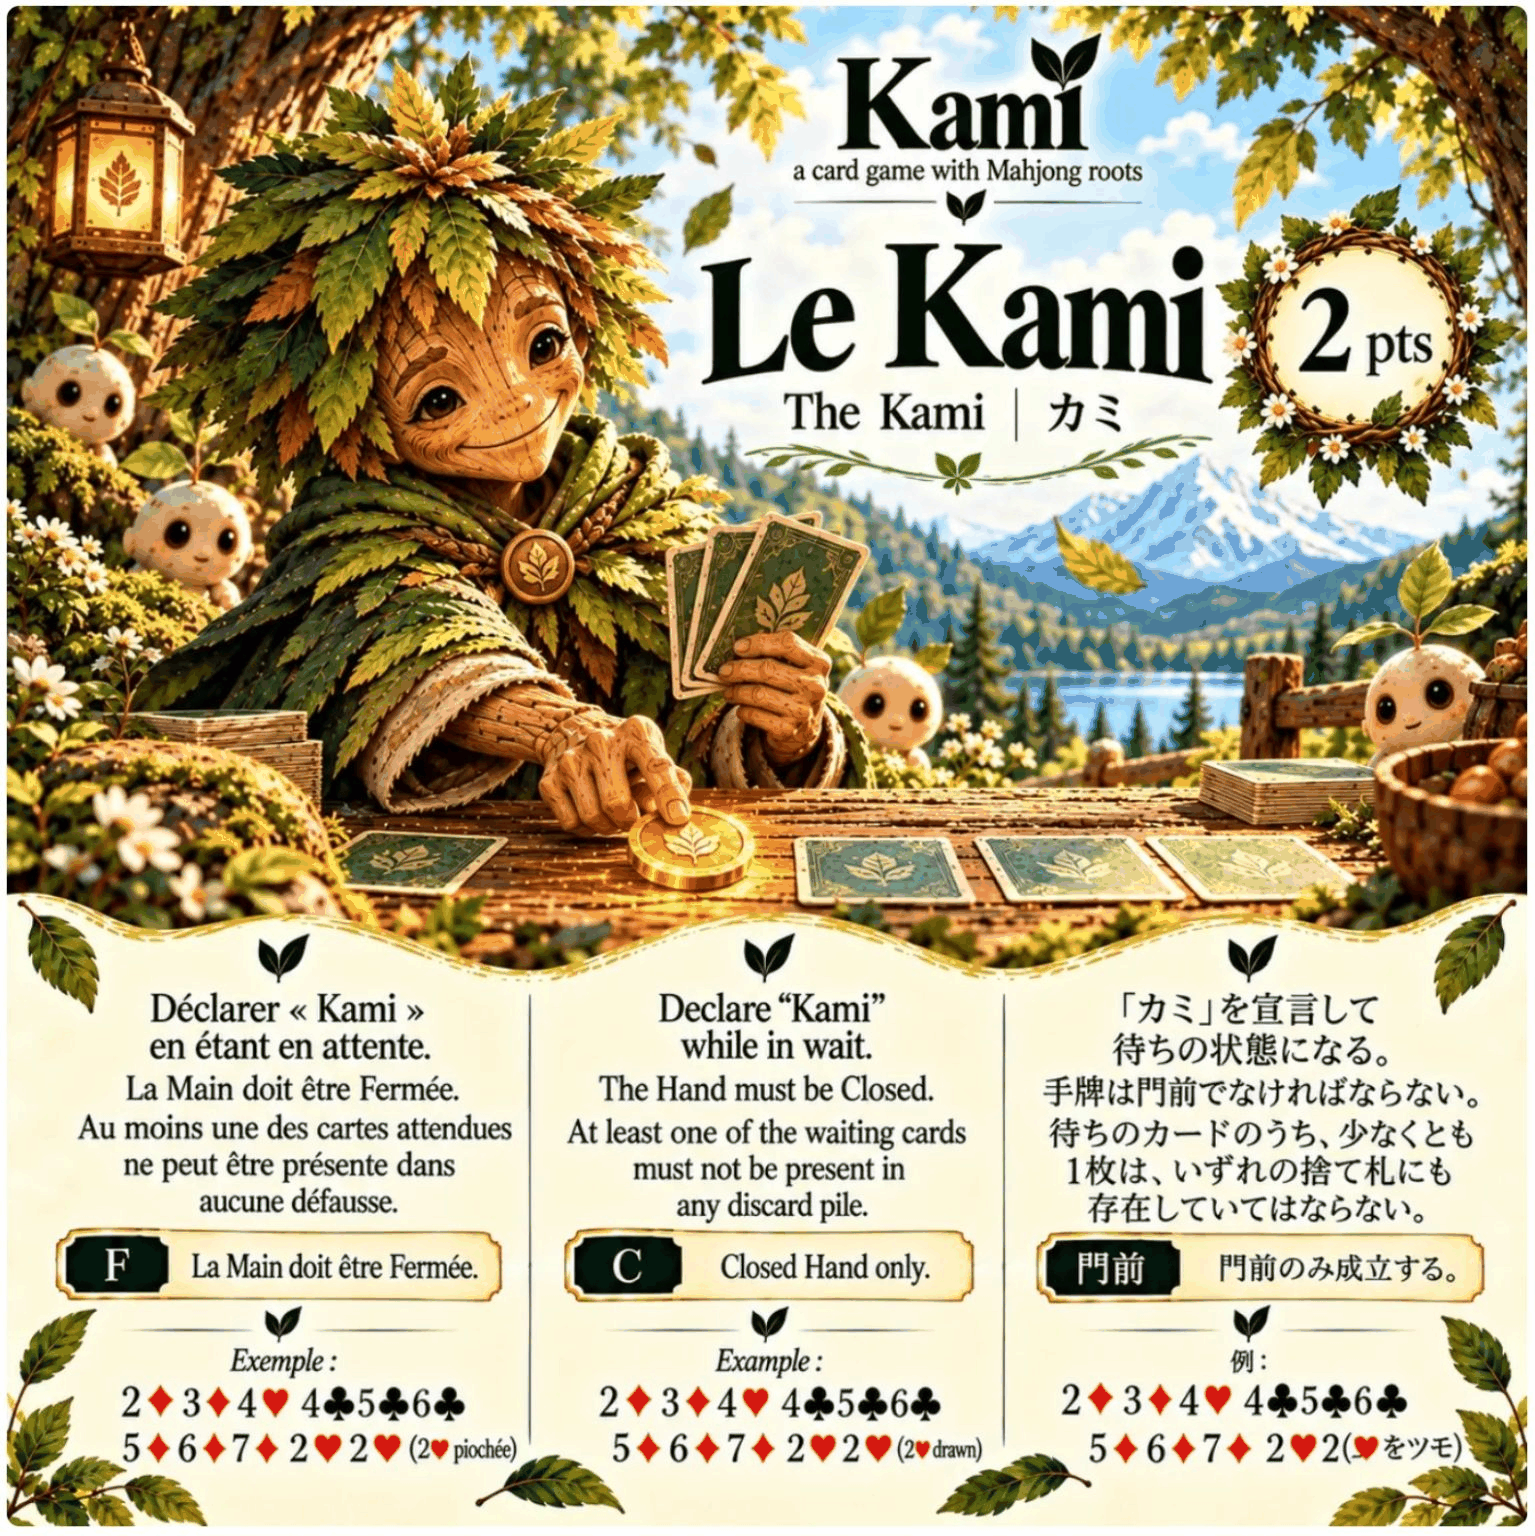 Kami
a card game with Mahjong roots
Le Kami
2 pts
The Kami | カミ
Déclarer « Kami »
en étant en attente.
La Main doit être Fermée.
Au moins une des cartes attendues
ne peut être présente dans
aucune défausse.
F La Main doit être Fermée.
Exemple :
2♦3♦4♥ 4♣5♣6♣
5♦6♦7♦ 2♥2♥ (2♥ piochée)
Declare “Kami”
while in wait.
The Hand must be Closed.
At least one of the waiting cards
must not be present in
any discard pile.
C Closed Hand only.
Example :
2♦3♦4♥ 4♣5♣6♣
5♦6♦7♦ 2♥2♥ (2♥ drawn)
「カミ」を宣言して
待ちの状態になる。
手牌は門前でなければならない。
待ちのカードのうち、少なくとも
1枚は、いずれの捨て札にも
存在していてはならない。
門前 門前のみ成立する。
例 :
2♦3♦4♥ 4♣5♣6♣
5♦6♦7♦ 2♥2(♥をツモ)